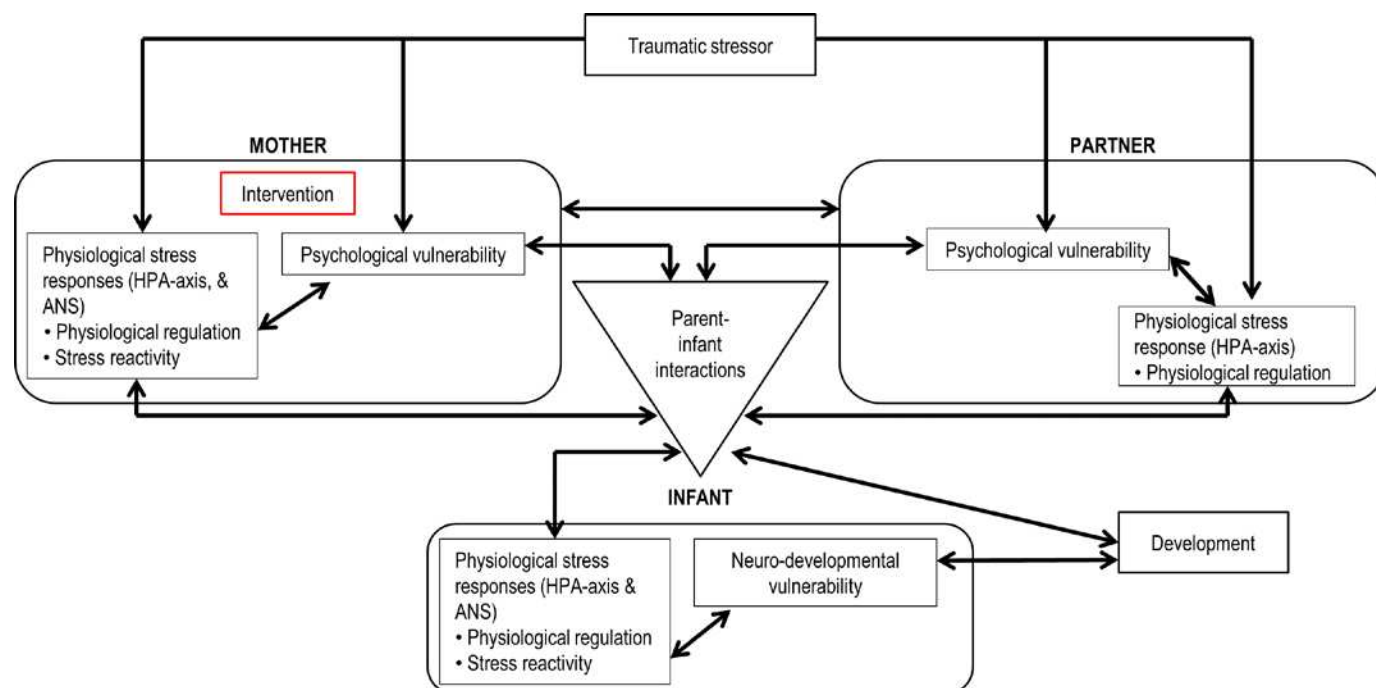 Traumatic stressor
MOTHER
PARTNER
Intervention
Physiological stress
responses (HPA-axis, &
ANS)
• Physiological regulation
• Stress reactivity
Psychological vulnerability
Psychological vulnerability
Physiological stress
response (HPA-axis)
• Physiological regulation
Parent-
infant
interactions
INFANT
Physiological stress
responses (HPA-axis &
ANS)
• Physiological regulation
• Stress reactivity
Neuro-developmental
vulnerability
Development